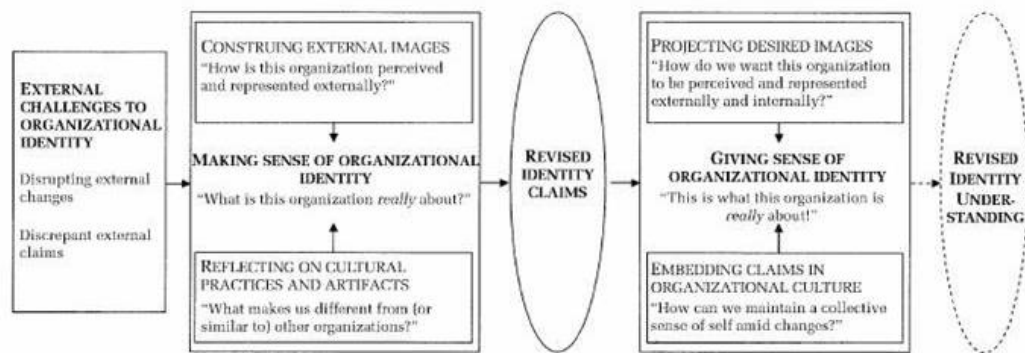 EXTERNAL
CHALLENGES TO
ORGANIZATIONAL
IDENTITY
Disrupting external
changes
Discrepant external
claims
CONSTRUING EXTERNAL IMAGES
“How is this organization perceived
and represented externally?”
MAKING SENSE OF ORGANIZATIONAL
IDENTITY
“What is this organization really about?”
REFLECTING ON CULTURAL
PRACTICES AND ARTIFACTS
“What makes us different from (or
similar to) other organizations?”
REVISED
IDENTITY
CLAIMS
PROJECTING DESIRED IMAGES
“How do we want this organization
to be perceived and represented
externally and internally?”
GIVING SENSE OF
ORGANIZATIONAL IDENTITY
“This is what this organization is
really about!”
EMBEDDING CLAIMS IN
ORGANIZATIONAL CULTURE
“How can we maintain a collective
sense of self amid changes?”
REVISED
IDENTITY
UNDER-
STANDING